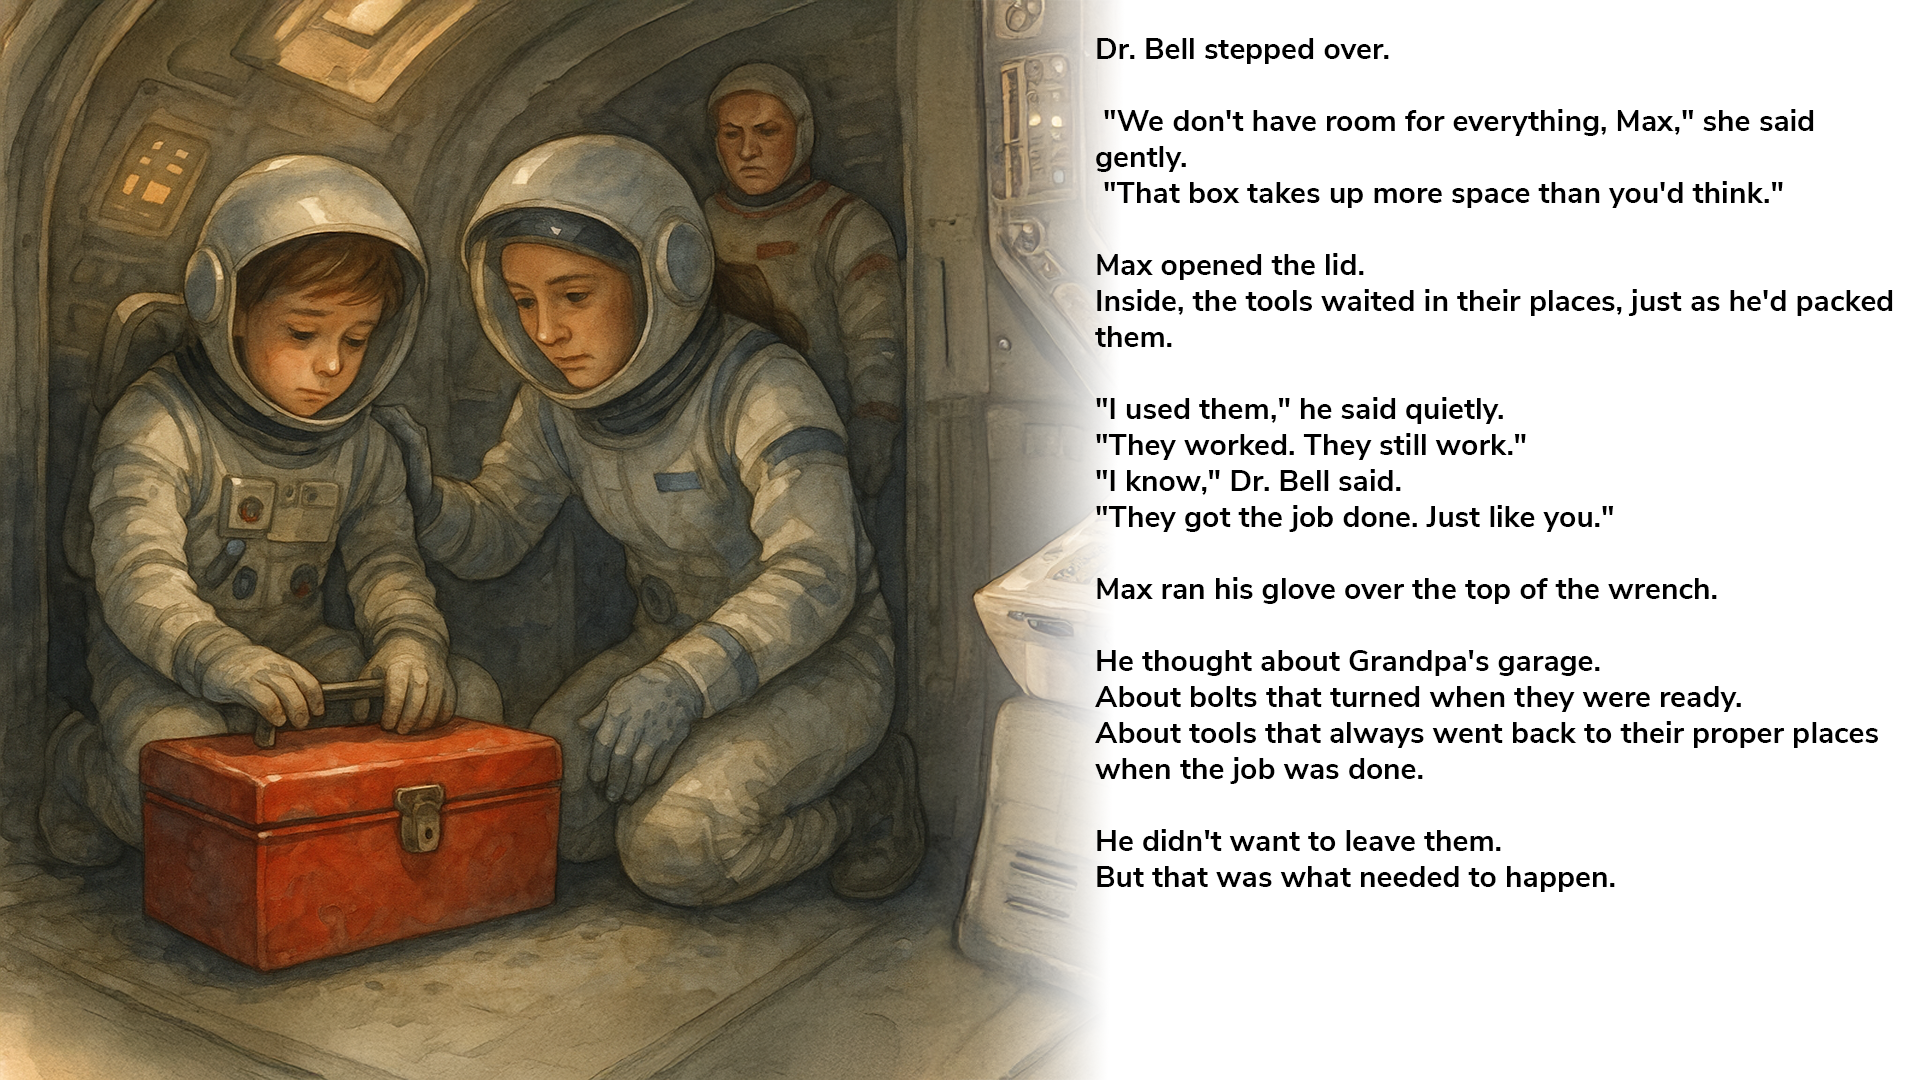 Dr. Bell stepped over.
"We don't have room for everything, Max," she said
gently.
"That box takes up more space than you'd think."
Max opened the lid.
Inside, the tools waited in their places, just as he'd packed
them.
"I used them," he said quietly.
"They worked. They still work."
"I know," Dr. Bell said.
"They got the job done. Just like you."
Max ran his glove over the top of the wrench.
He thought about Grandpa's garage.
About bolts that turned when they were ready.
About tools that always went back to their proper places
when the job was done.
He didn't want to leave them.
But that was what needed to happen.